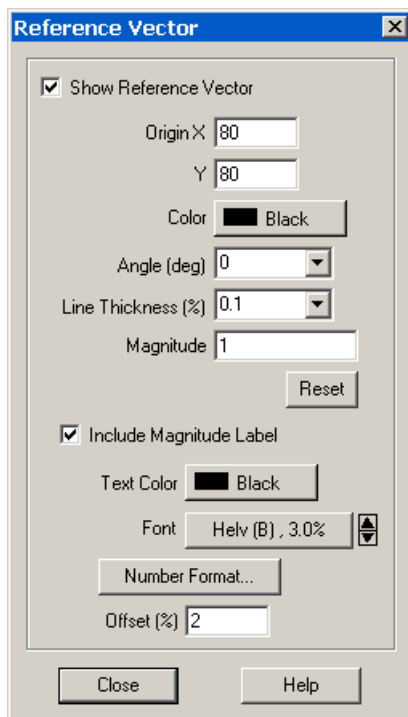 Reference Vector
Show Reference Vector
Origin X 80
Y 80
Color Black
Angle (deg) 0
Line Thickness (%) 0.1
Magnitude 1
Reset
Include Magnitude Label
Text Color Black
Font Helv (B) , 3.0%
Number Format...
Offset (%) 2
Close Help